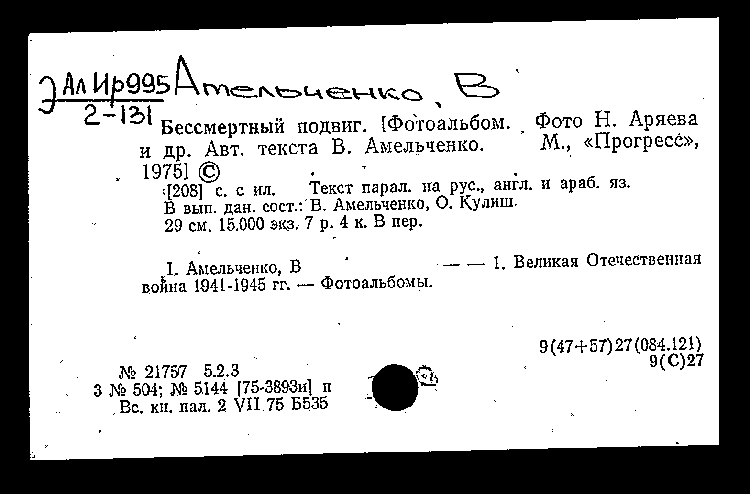 Э Ал Ир995 Амельченко, В
2-131
Бессмертный подвиг. [Фотоальбом. Фото Н. Аряева
и др. Авт. текста В. Амельченко. М., «Прогресс»,
1975] ©
[208] с. с ил. Текст парал. на рус., англ. и араб. яз.
В вып. дан. сост.: В. Амельченко, О. Кулиш.
29 см. 15.000 экз. 7 р. 4 к. В пер.
I. Амельченко, В — — 1. Великая Отечественная
война 1941-1945 гг. — Фотоальбомы.
9(47+57)27(084.121)
9(С)27
№ 21757 5.2.3
3 № 504; № 5144 [75-3893и] п
Вс. кн. пал. 2 VII 75 Б535